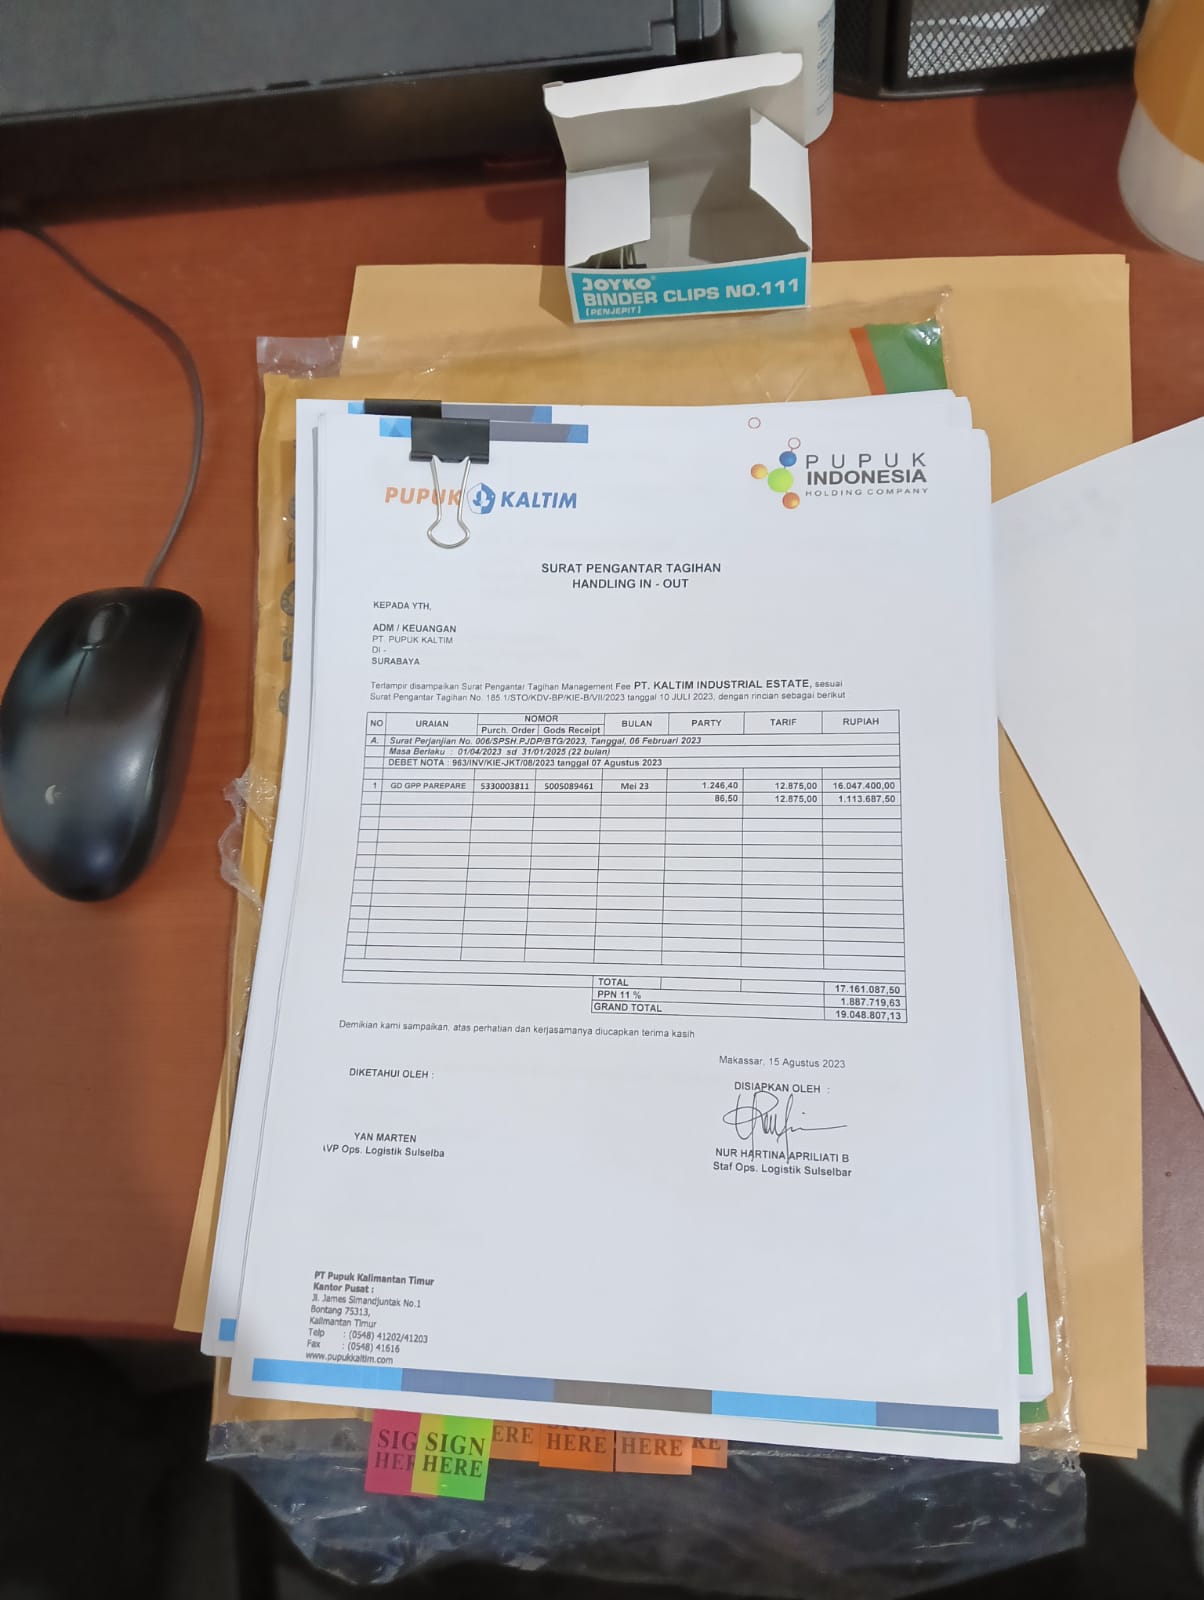 JOYKO
BINDER CLIPS NO.111
[PENJEPIT]
PUPUK KALTIM
PUPUK
INDONESIA
HOLDING COMPANY
SURAT PENGANTAR TAGIHAN
HANDLING IN - OUT
KEPADA YTH,
ADM / KEUANGAN
PT. PUPUK KALTIM
DI -
SURABAYA
Terlampir disampaikan Surat Pengantar Tagihan Management Fee PT. KALTIM INDUSTRIAL ESTATE, sesuai
Surat Pengantar Tagihan No. 185.1/STO/KDV-BP/KIE-B/VII/2023 tanggal 10 JULI 2023, dengan rincian sebagai berikut
NO URAIAN NOMOR BULAN PARTY TARIF RUPIAH
Purch. Order Gods Receipt
A. Surat Perjanjian No. 006/SPSH.PJDP/BTG/2023, Tanggal, 06 Februari 2023
Masa Berlaku : 01/04/2023 sd 31/01/2025 (22 bulan)
DEBET NOTA : 963/INV/KIE-JKT/08/2023 tanggal 07 Agustus 2023
1 GD GPP PAREPARE 5330003811 5005089461 Mei 23 1.246,40 12.875,00 16.047.400,00
86,50 12.875,00 1.113.687,50
TOTAL 17.161.087,50
PPN 11 % 1.887.719,63
GRAND TOTAL 19.048.807,13
Demikian kami sampaikan, atas perhatian dan kerjasamanya diucapkan terima kasih
Makassar, 15 Agustus 2023
DIKETAHUI OLEH : DISIAPKAN OLEH :
YAN MARTEN NUR HARTINA APRILIATI B
VP Ops. Logistik Sulselba Staf Ops. Logistik Sulselbar
PT Pupuk Kalimantan Timur
Kantor Pusat :
Jl. James Simandjuntak No.1
Bontang 75313,
Kalimantan Timur
Telp : (0548) 41202/41203
Fax : (0548) 41616
www.pupukkaltim.com
SIG SIGN ERE HERE HERE RE
HER HERE